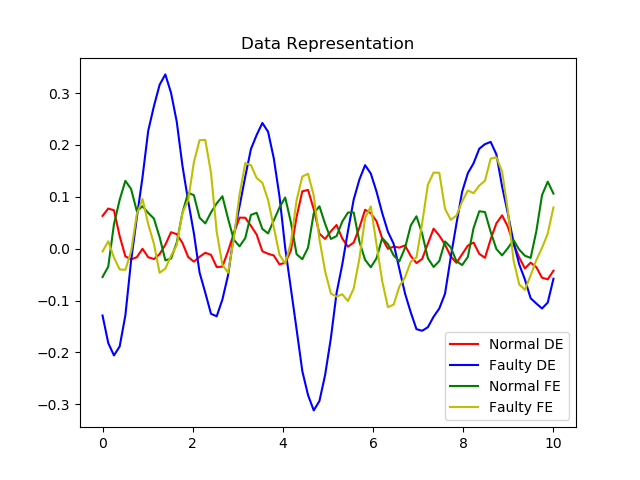 Data Representation
0.3
0.2
0.1
0.0
−0.1
−0.2
−0.3
0 2 4 6 8 10
Normal DE
Faulty DE
Normal FE
Faulty FE